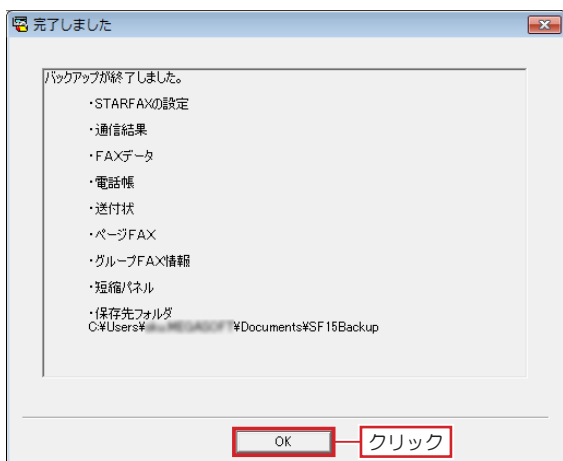 完了しました
バックアップが終了しました。
・STARFAXの設定
・通信結果
・FAXデータ
・電話帳
・送付状
・ページFAX
・グループFAX情報
・短縮パネル
・保存先フォルダ
C:¥Users¥ ¥Documents¥SF15Backup
OK
クリック